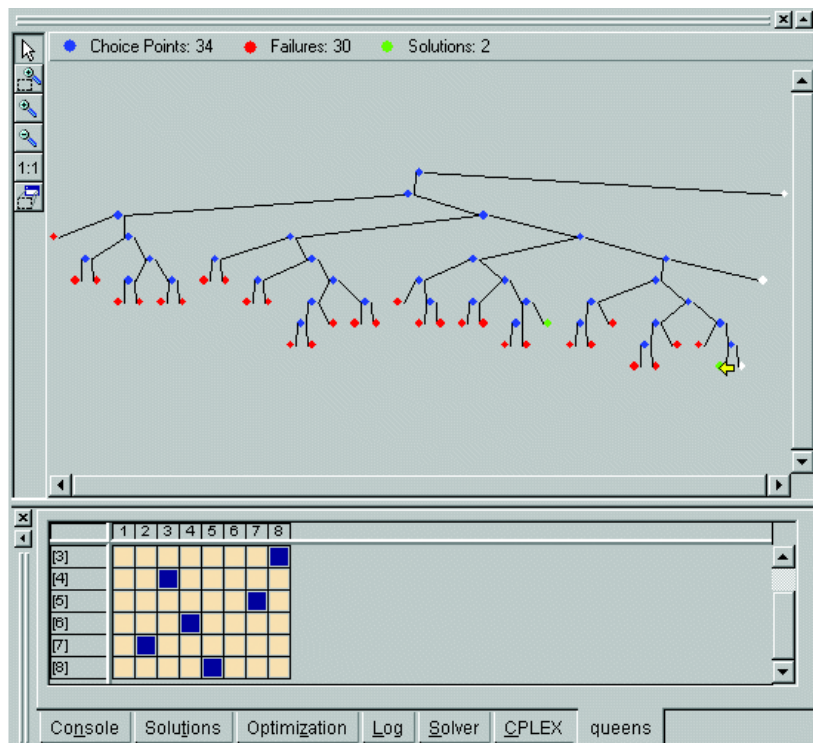 Choice Points: 34 Failures: 30 Solutions: 2
1:1
1 2 3 4 5 6 7 8
[3]
[4]
[5]
[6]
[7]
[8]
Console Solutions Optimization Log Solver CPLEX queens